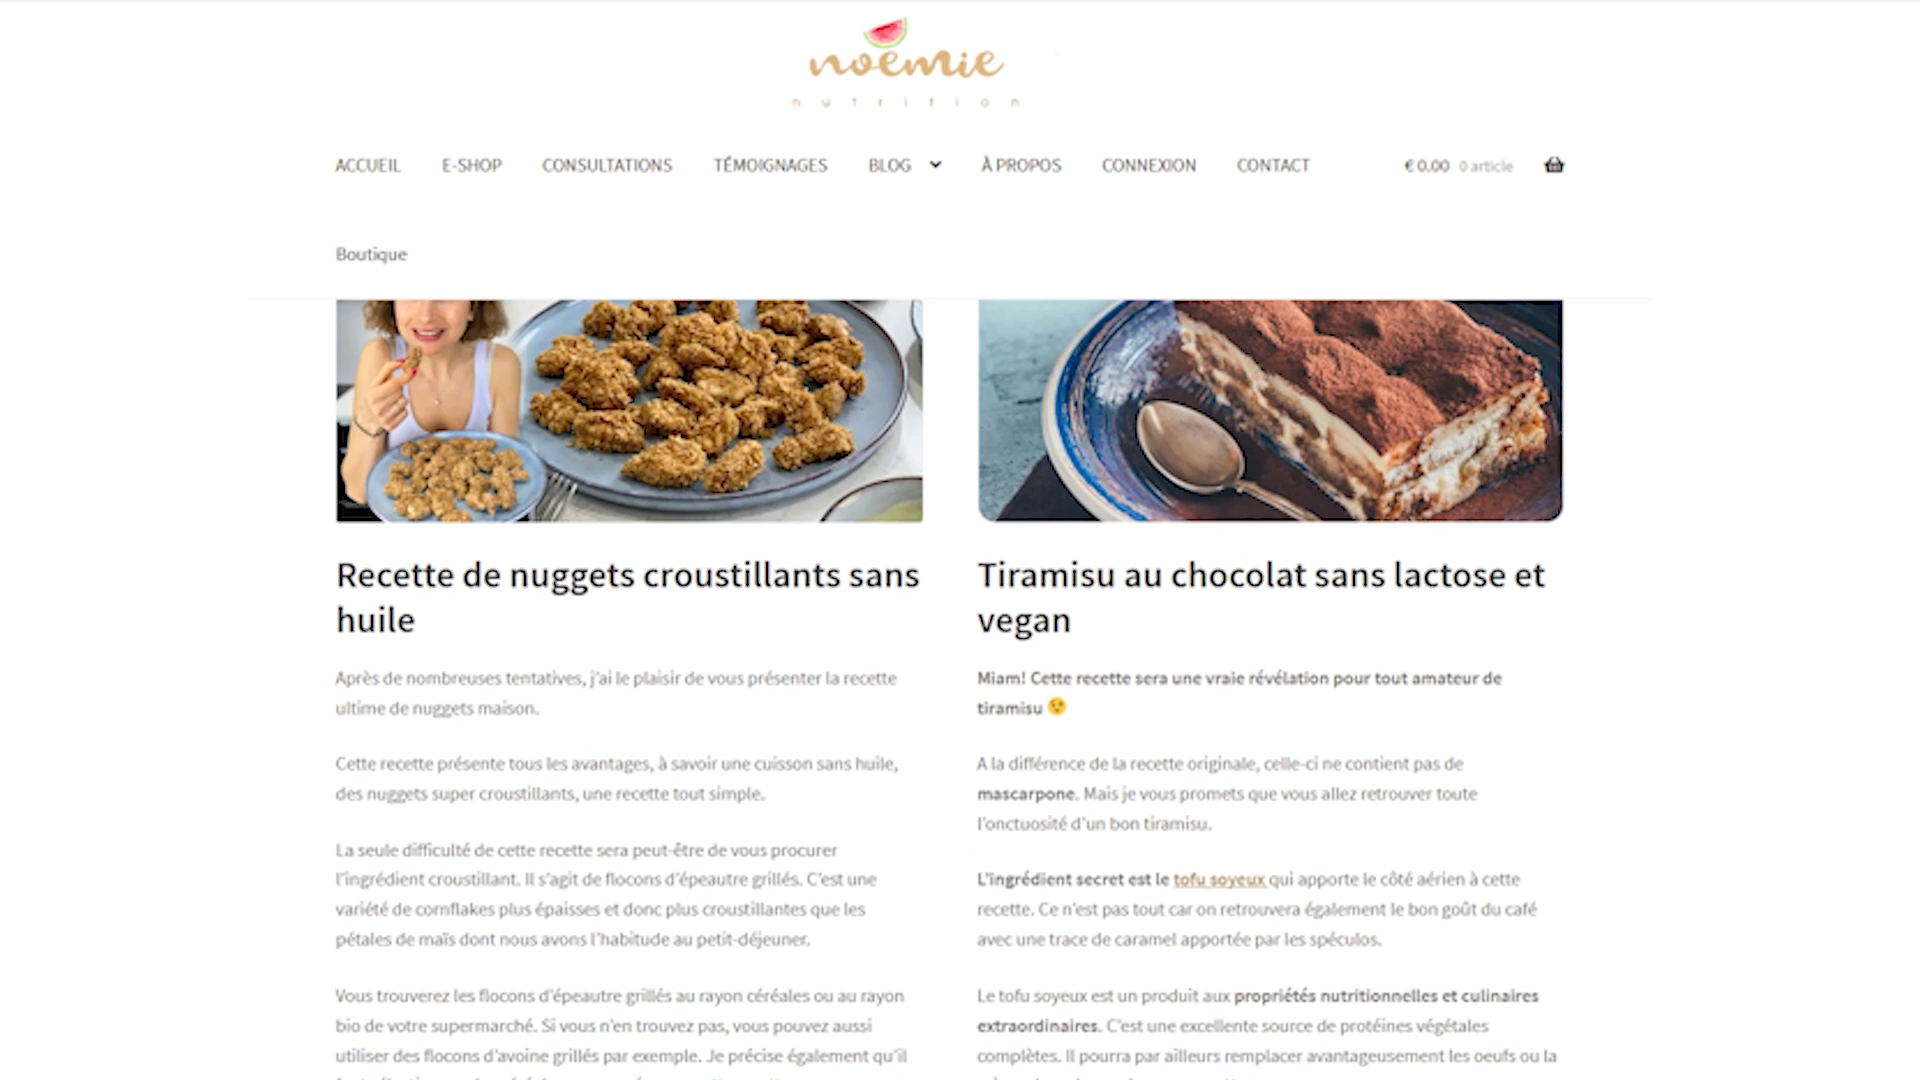 noemie
nutrition
ACCUEIL E-SHOP CONSULTATIONS TÉMOIGNAGES BLOG À PROPOS CONNEXION CONTACT € 0.00 0 article
Boutique
Recette de nuggets croustillants sans
huile
Après de nombreuses tentatives, j'ai le plaisir de vous présenter la recette
ultime de nuggets maison.
Cette recette présente tous les avantages, à savoir une cuisson sans huile,
des nuggets super croustillants, une recette tout simple.
La seule difficulté de cette recette sera peut-être de vous procurer
l'ingrédient croustillant. Il s'agit de flocons d'épeautre grillés. C'est une
variété de cornflakes plus épaisses et donc plus croustillantes que les
pétales de maïs dont nous avons l'habitude au petit-déjeuner.
Vous trouverez les flocons d'épeautre grillés au rayon céréales ou au rayon
bio de votre supermarché. Si vous n'en trouvez pas, vous pouvez aussi
utiliser des flocons d'avoine grillés par exemple. Je précise également qu'il
Tiramisu au chocolat sans lactose et
vegan
Miam! Cette recette sera une vraie révélation pour tout amateur de
tiramisu 😉
A la différence de la recette originale, celle-ci ne contient pas de
mascarpone. Mais je vous promets que vous allez retrouver toute
l'onctuosité d'un bon tiramisu.
L'ingrédient secret est le tofu soyeux qui apporte le côté aérien à cette
recette. Ce n'est pas tout car on retrouvera également le bon goût du café
avec une trace de caramel apportée par les spéculos.
Le tofu soyeux est un produit aux propriétés nutritionnelles et culinaires
extraordinaires. C'est une excellente source de protéines végétales
complètes. Il pourra par ailleurs remplacer avantageusement les oeufs ou la